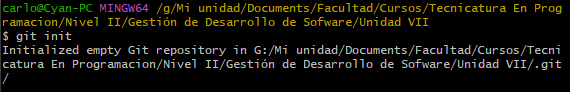 carlo@Cyan-PC MINGW64 /g/Mi unidad/Documents/Facultad/Cursos/Tecnicatura En Prog
ramacion/Nivel II/Gestión de Desarrollo de Sofware/Unidad VII
$ git init
Initialized empty Git repository in G:/Mi unidad/Documents/Facultad/Cursos/Tecni
catura En Programacion/Nivel II/Gestión de Desarrollo de Sofware/Unidad VII/.git
/